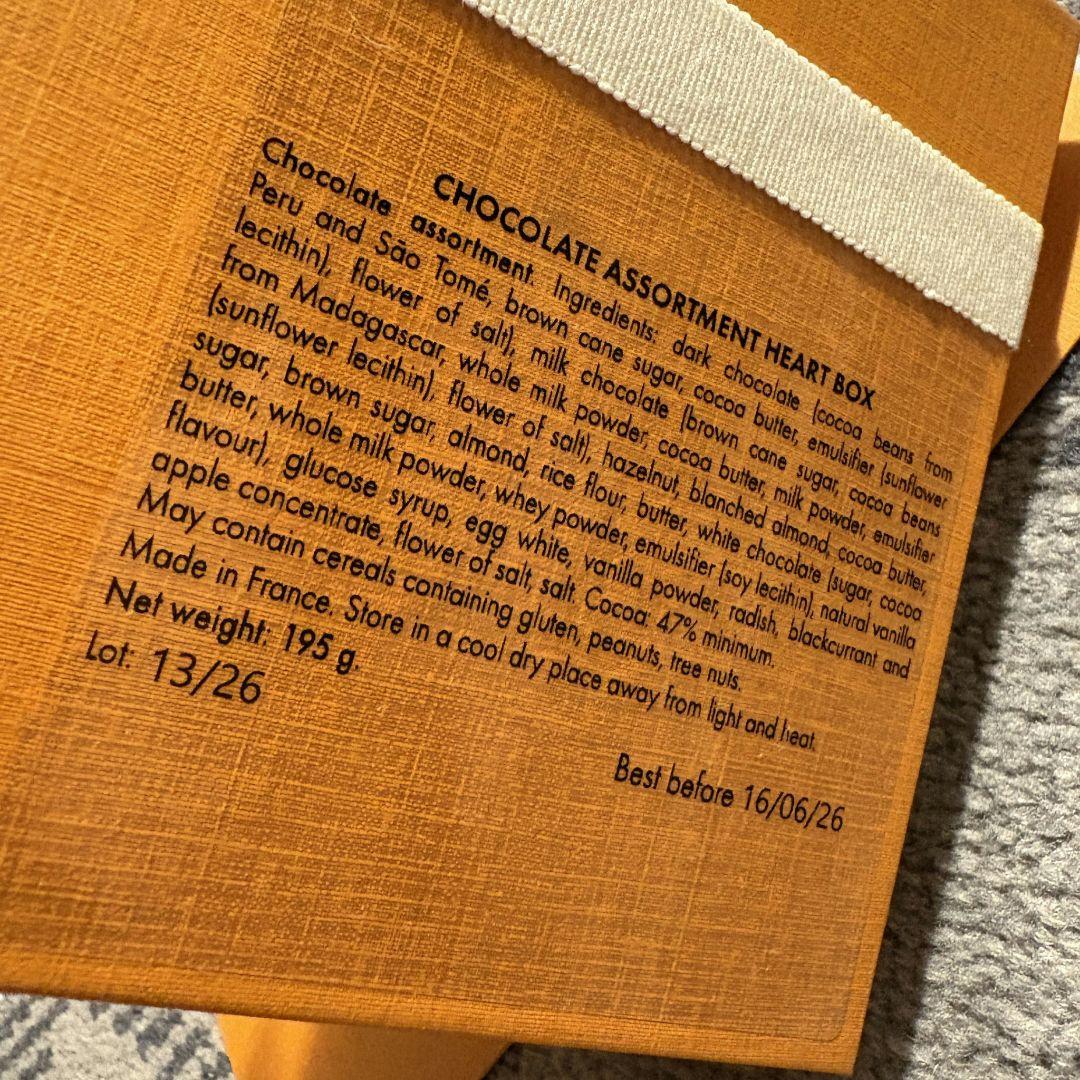 CHOCOLATE ASSORTMENT HEART BOX
Chocolate assortment. Ingredients: dark chocolate (cocoa beans from
Peru and São Tomé, brown cane sugar, cocoa butter, emulsifier (sunflower
lecithin), flower of salt), milk chocolate (brown cane sugar, cocoa beans
from Madagascar, whole milk powder, cocoa butter, milk powder, emulsifier
(sunflower lecithin), flower of salt), hazelnut, blanched almond, cocoa butter,
sugar, brown sugar, almond, rice flour, butter, white chocolate (sugar, cocoa
butter, whole milk powder, whey powder, emulsifier (soy lecithin), natural vanilla
flavour), glucose syrup, egg white, vanilla powder, radish, blackcurrant and
apple concentrate, flower of salt, salt. Cocoa: 47% minimum.
May contain cereals containing gluten, peanuts, tree nuts.
Made in France. Store in a cool dry place away from light and heat.
Net weight: 195 g.
Lot: 13/26
Best before 16/06/26